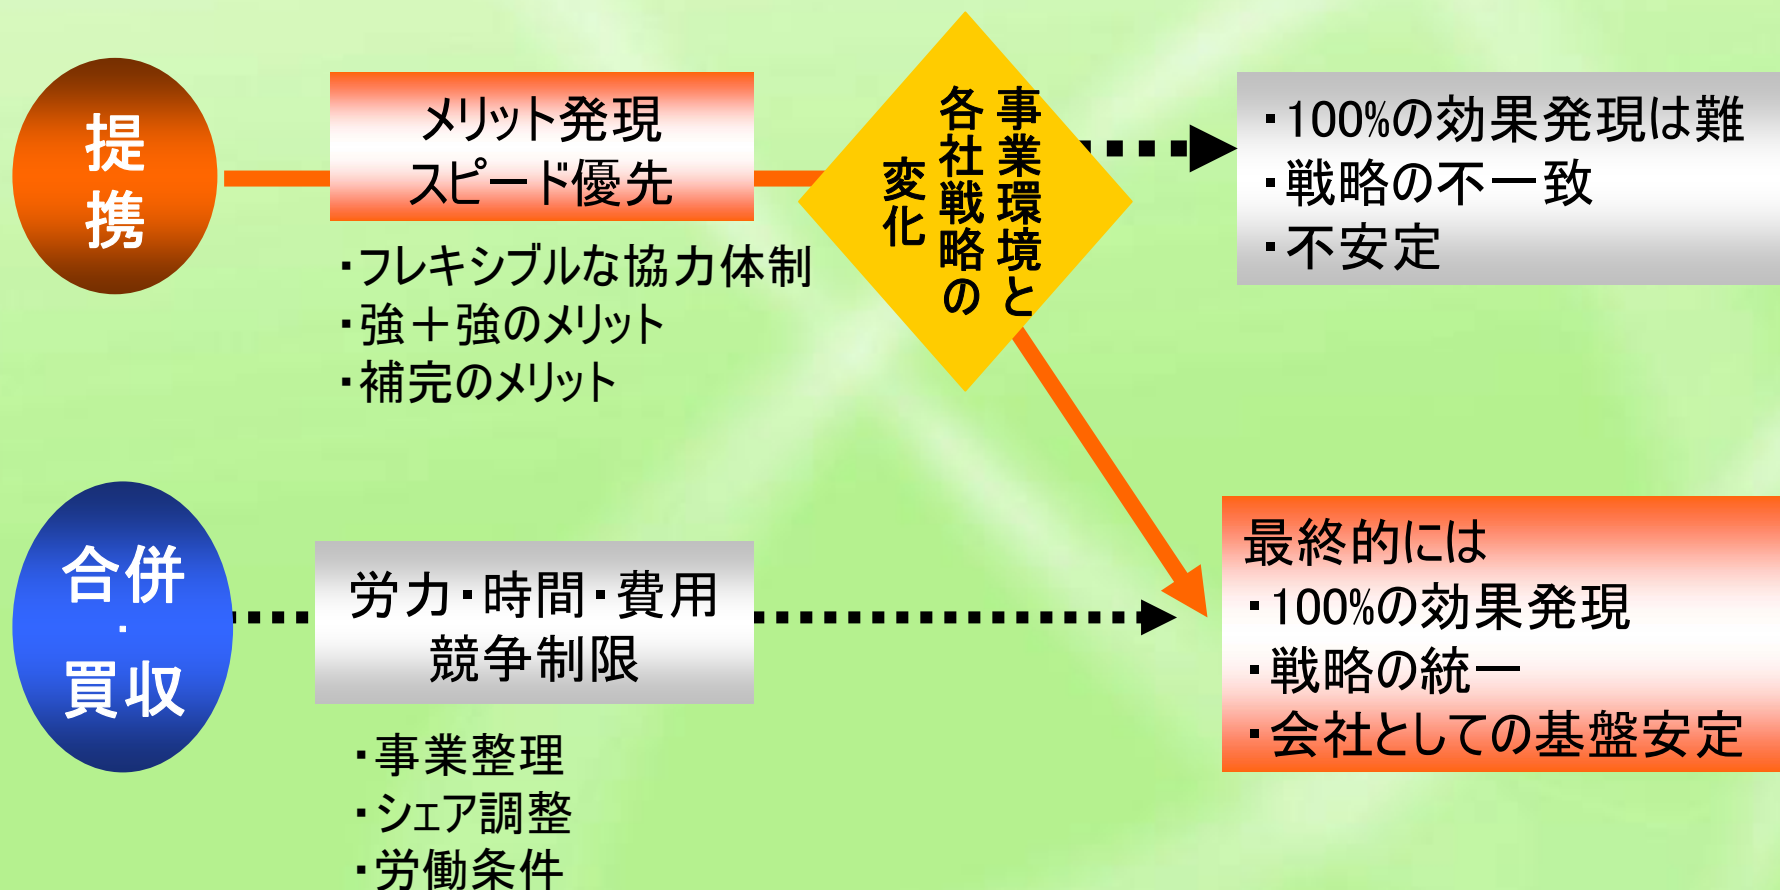 提
携
メリット発現
スピード優先
・フレキシブルな協力体制
・強＋強のメリット
・補完のメリット
事業環境と
各社戦略の
変化
・100%の効果発現は難
・戦略の不一致
・不安定
合併
・
買収
労力・時間・費用
競争制限
・事業整理
・シェア調整
・労働条件
最終的には
・100%の効果発現
・戦略の統一
・会社としての基盤安定